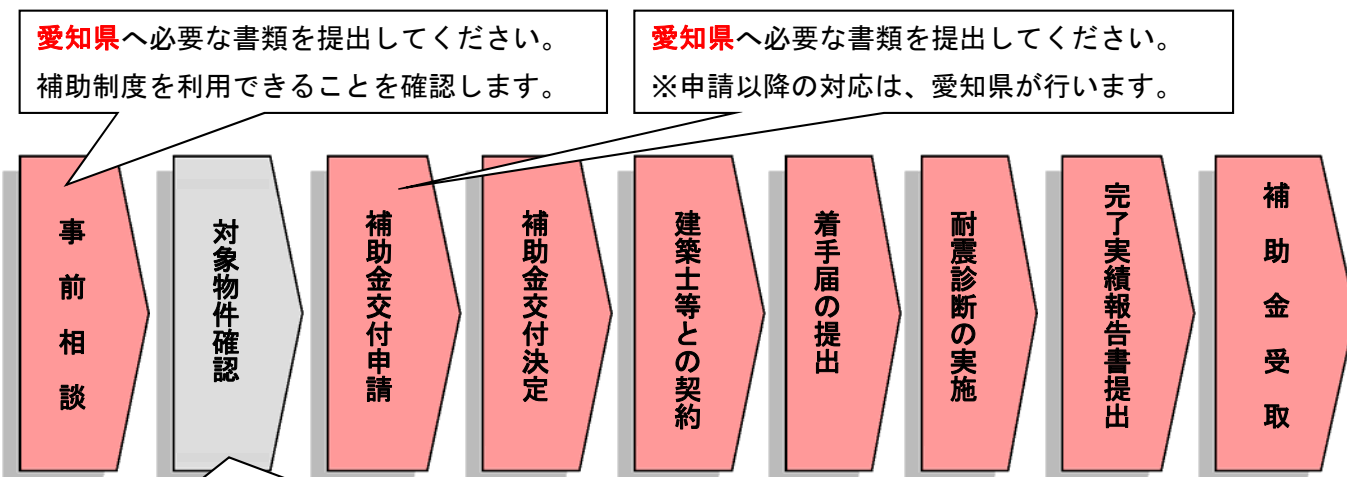 愛知県へ必要な書類を提出してください。
補助制度を利用できることを確認します。
愛知県へ必要な書類を提出してください。
※申請以降の対応は、愛知県が行います。
事前相談
対象物件確認
補助金交付申請
補助金交付決定
建築士等との契約
着手届の提出
耐震診断の実施
完了実績報告書提出
補助金受取